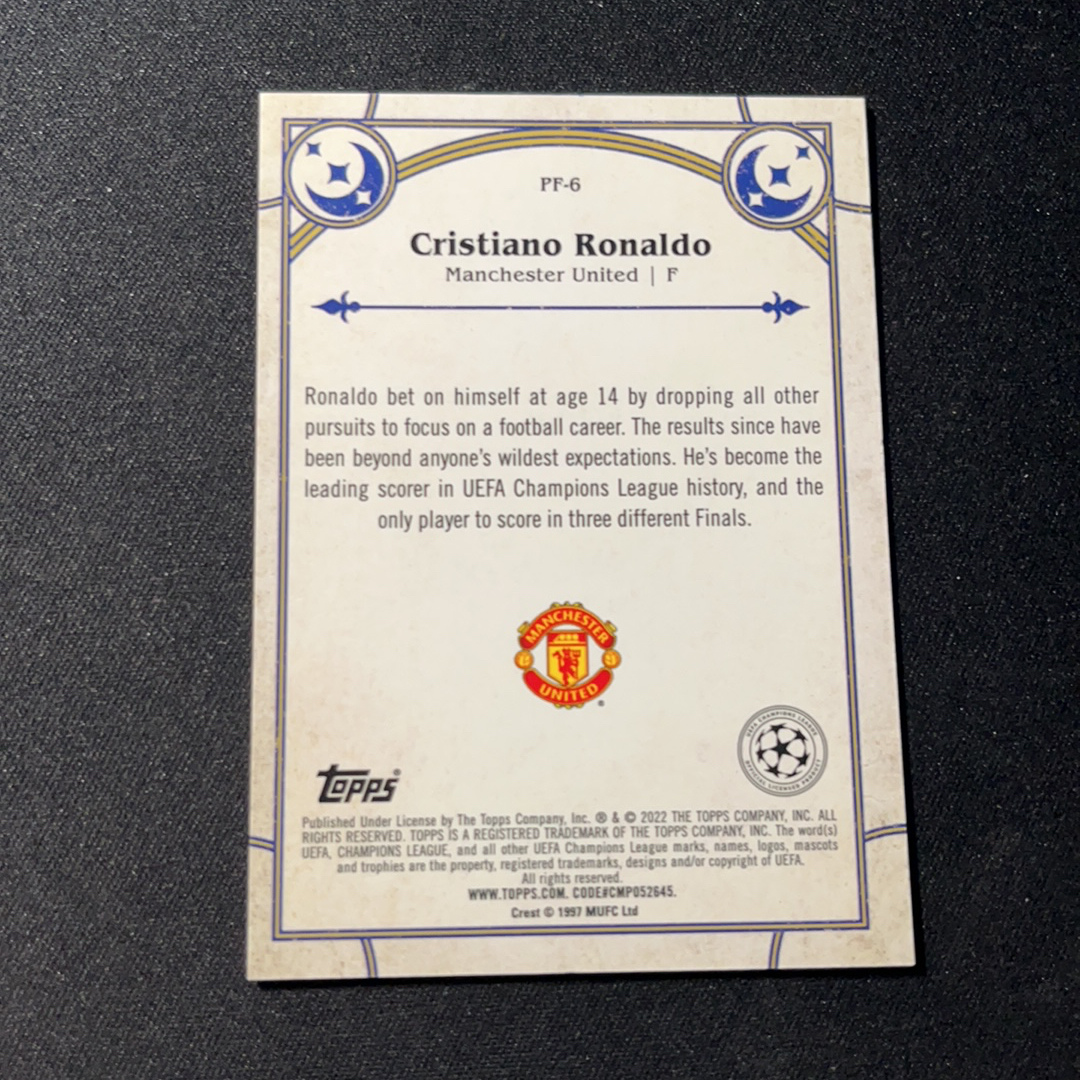 PF-6
Cristiano Ronaldo
Manchester United | F
Ronaldo bet on himself at age 14 by dropping all other
pursuits to focus on a football career. The results since have
been beyond anyone's wildest expectations. He's become the
leading scorer in UEFA Champions League history, and the
only player to score in three different Finals.
MANCHESTER
UNITED
UEFA CHAMPIONS LEAGUE
OFFICIAL LICENSED PRODUCT
Topps®
Published Under License by The Topps Company, Inc. ® & © 2022 THE TOPPS COMPANY, INC. ALL
RIGHTS RESERVED. TOPPS IS A REGISTERED TRADEMARK OF THE TOPPS COMPANY, INC. The word(s)
UEFA, CHAMPIONS LEAGUE, and all other UEFA Champions League marks, names, logos, mascots
and trophies are the property, registered trademarks, designs and/or copyright of UEFA.
All rights reserved.
WWW.TOPPS.COM. CODE#CMP052645.
Crest © 1997 MUFC Ltd